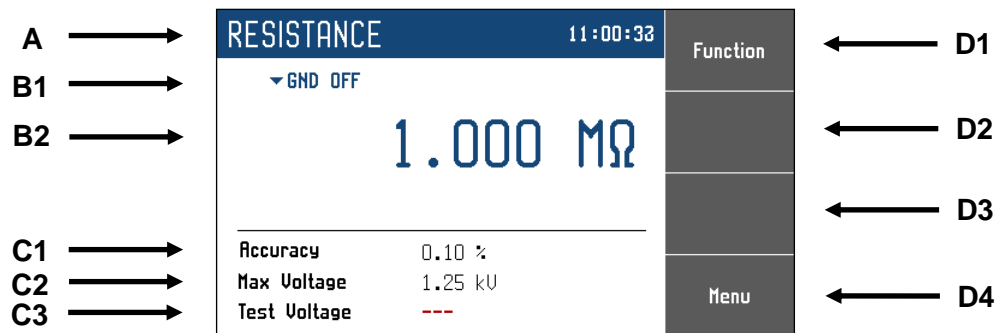 A RESISTANCE 11:00:32 Function D1
B1 GND OFF
B2 1.000 MΩ D2
D3
C1 Accuracy 0.10 %
C2 Max Voltage 1.25 kV Menu D4
C3 Test Voltage ---